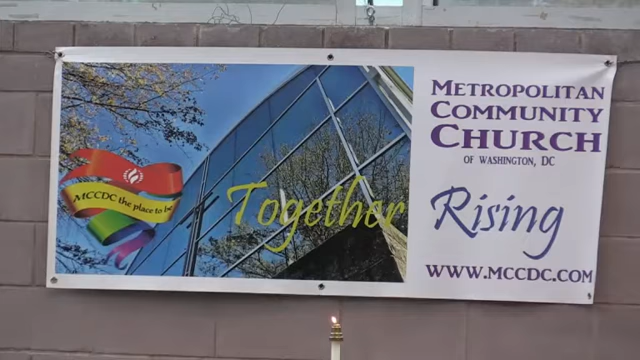 METROPOLITAN
COMMUNITY
CHURCH
OF WASHINGTON, DC
MCCDC the place to be
Together Rising
WWW.MCCDC.COM